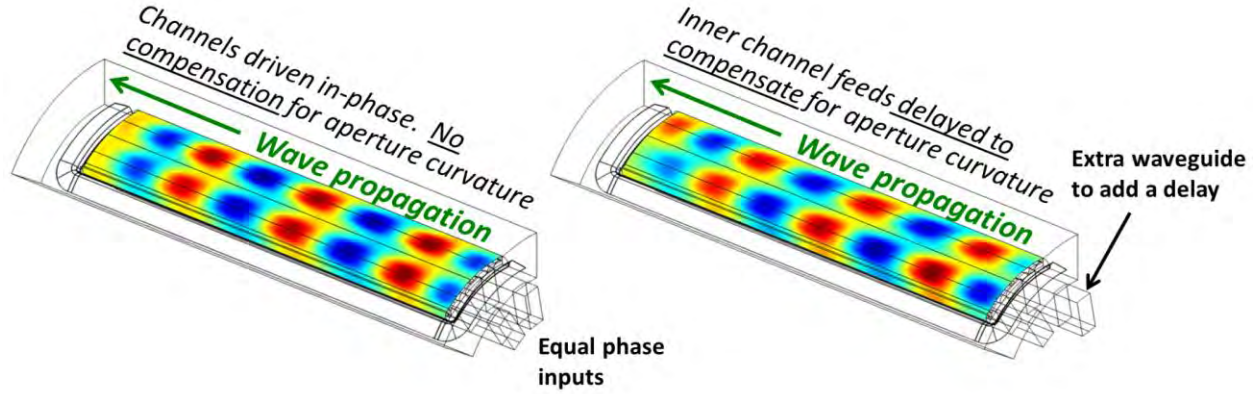 Channels driven in-phase. No
compensation for aperture curvature
Wave propagation
Equal phase
inputs
Inner channel feeds delayed to
compensate for aperture curvature
Wave propagation
Extra waveguide
to add a delay